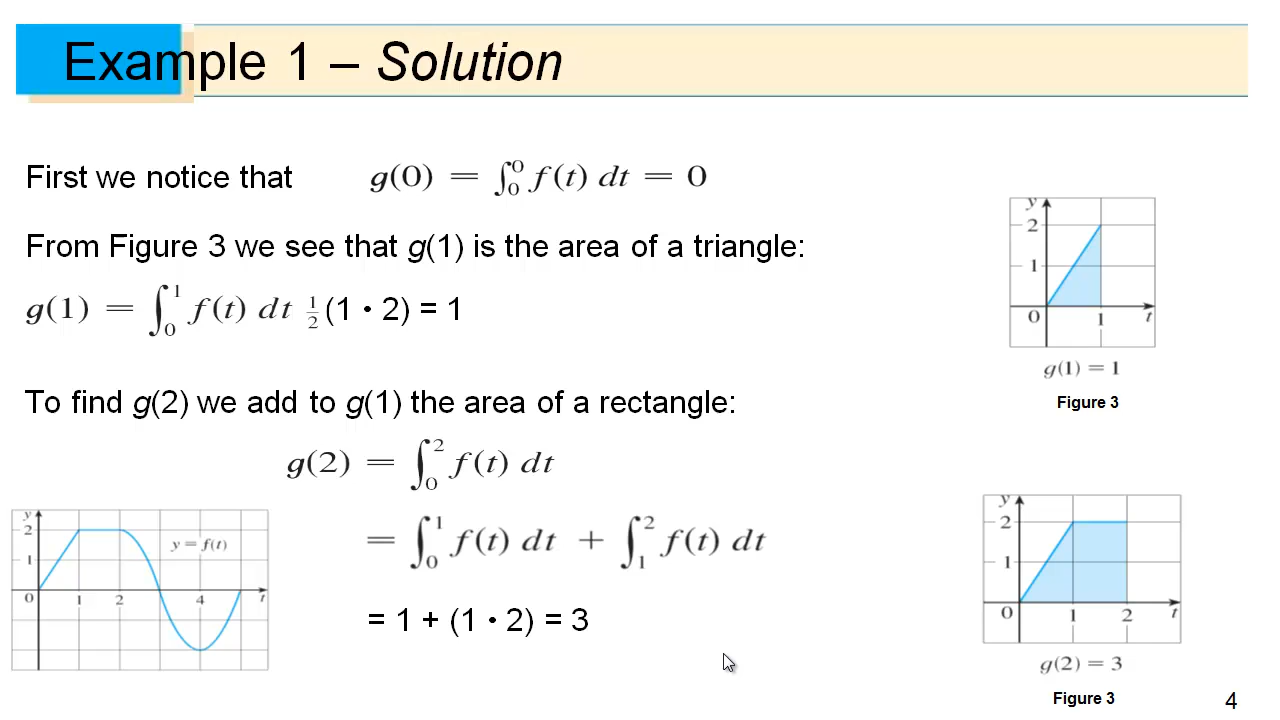 Example 1 – Solution
First we notice that g(0) = ∫₀⁰ f(t) dt = 0
From Figure 3 we see that g(1) is the area of a triangle:
g(1) = ∫₀¹ f(t) dt ½ (1 • 2) = 1
y
2
1
0
1
t
g(1) = 1
Figure 3
To find g(2) we add to g(1) the area of a rectangle:
g(2) = ∫₀² f(t) dt
= ∫₀¹ f(t) dt + ∫₁² f(t) dt
= 1 + (1 • 2) = 3
y
2
1
0
1
2
4
t
y = f(t)
y
2
1
0
1
2
t
g(2) = 3
Figure 3
4